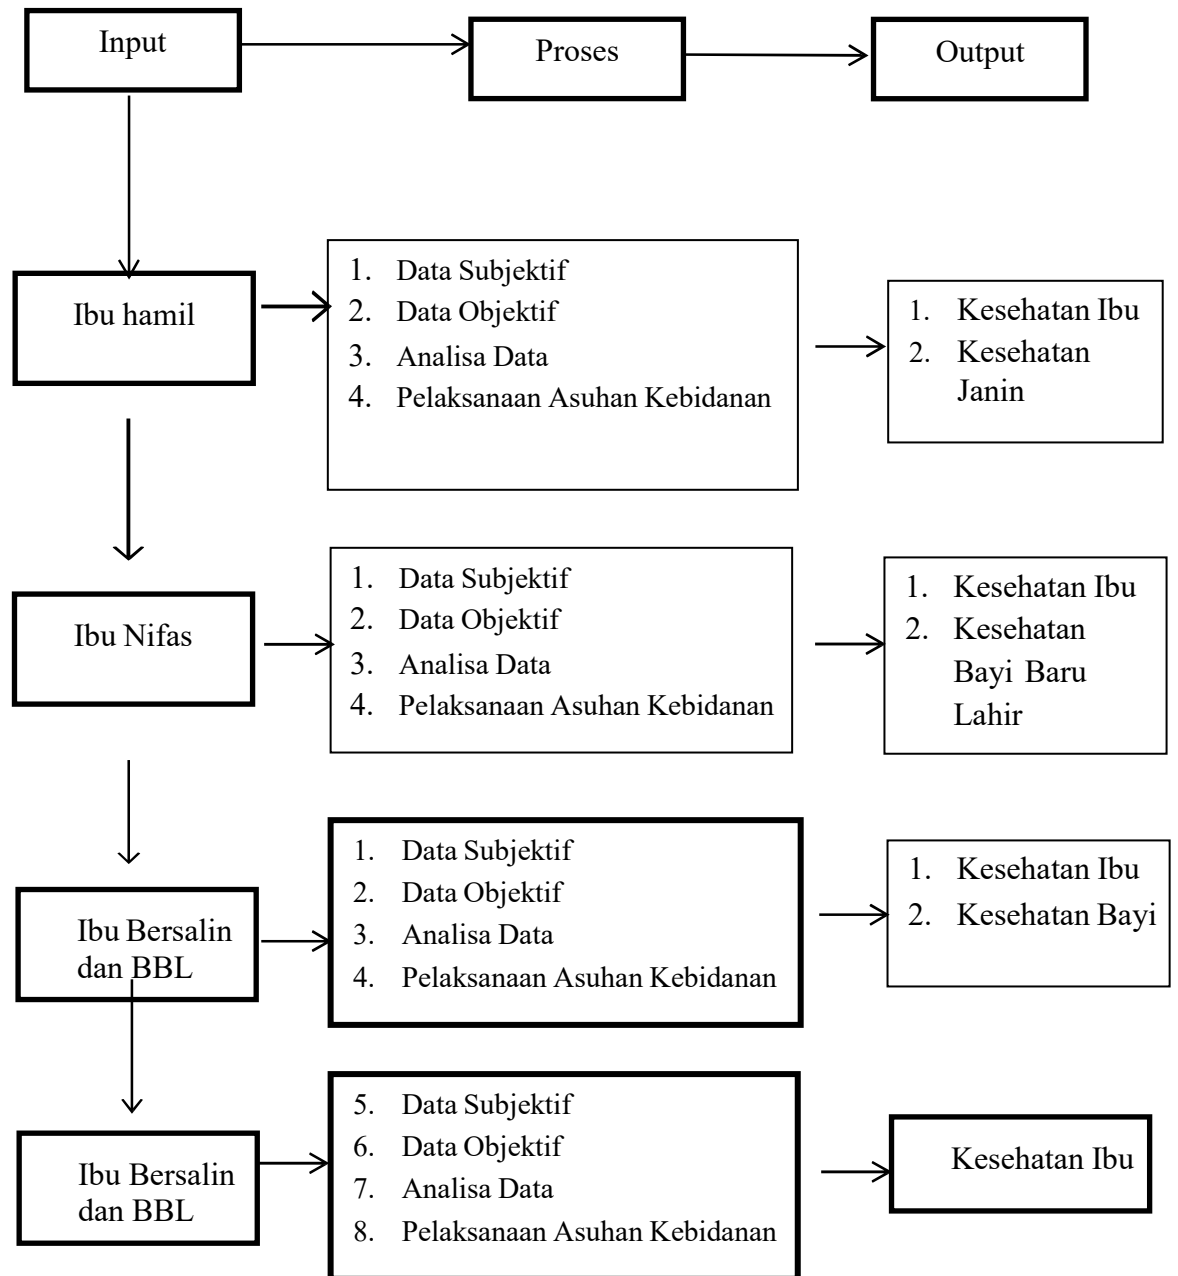 Input
Proses
Output
Ibu hamil
1. Data Subjektif
2. Data Objektif
3. Analisa Data
4. Pelaksanaan Asuhan Kebidanan
1. Kesehatan Ibu
2. Kesehatan
Janin
Ibu Nifas
1. Data Subjektif
2. Data Objektif
3. Analisa Data
4. Pelaksanaan Asuhan Kebidanan
1. Kesehatan Ibu
2. Kesehatan
Bayi Baru
Lahir
Ibu Bersalin
dan BBL
1. Data Subjektif
2. Data Objektif
3. Analisa Data
4. Pelaksanaan Asuhan Kebidanan
1. Kesehatan Ibu
2. Kesehatan Bayi
Ibu Bersalin
dan BBL
5. Data Subjektif
6. Data Objektif
7. Analisa Data
8. Pelaksanaan Asuhan Kebidanan
Kesehatan Ibu